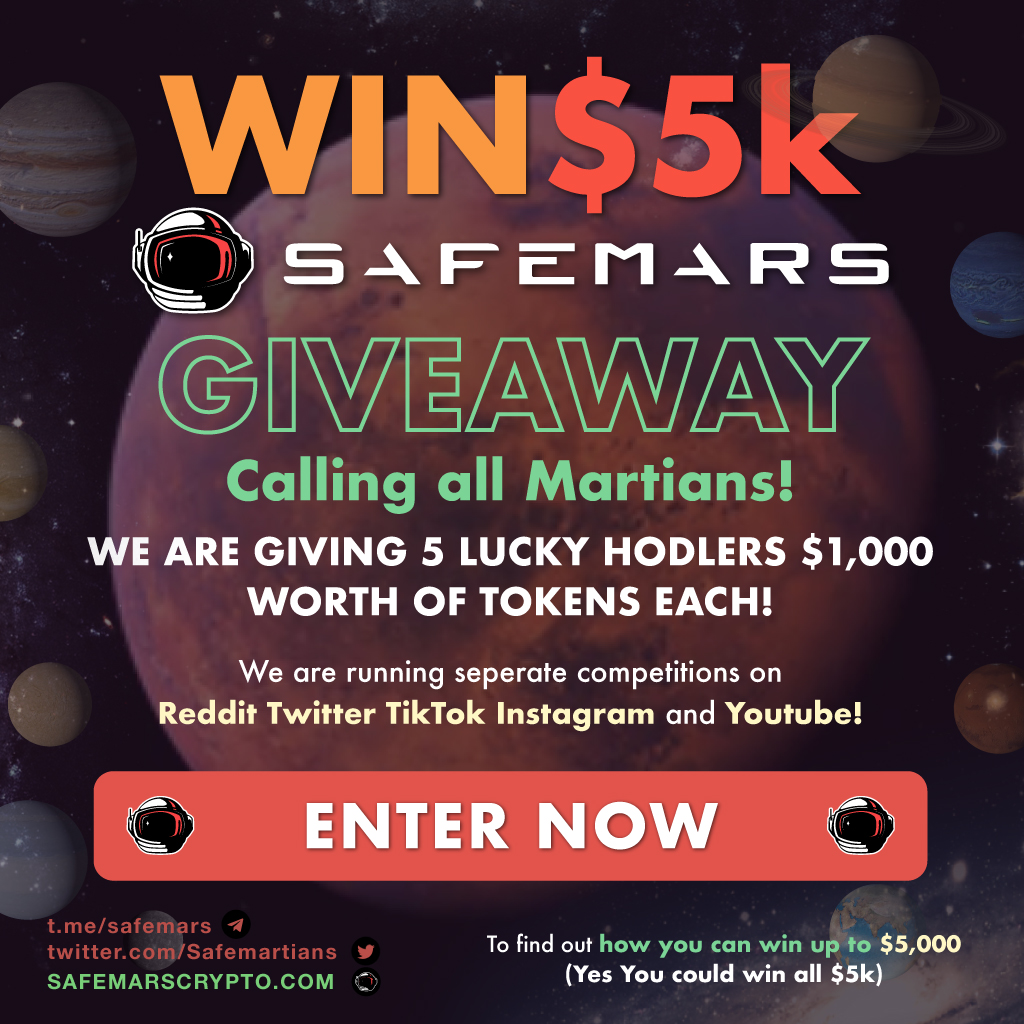 WIN $5k
SAFEMARS
GIVEAWAY
Calling all Martians!
WE ARE GIVING 5 LUCKY HODLERS $1,000
WORTH OF TOKENS EACH!
We are running seperate competitions on
Reddit Twitter TikTok Instagram and Youtube!
ENTER NOW
t.me/safemars
twitter.com/Safemartians
SAFEMARSCRYPTO.COM
To find out how you can win up to $5,000
(Yes You could win all $5k)